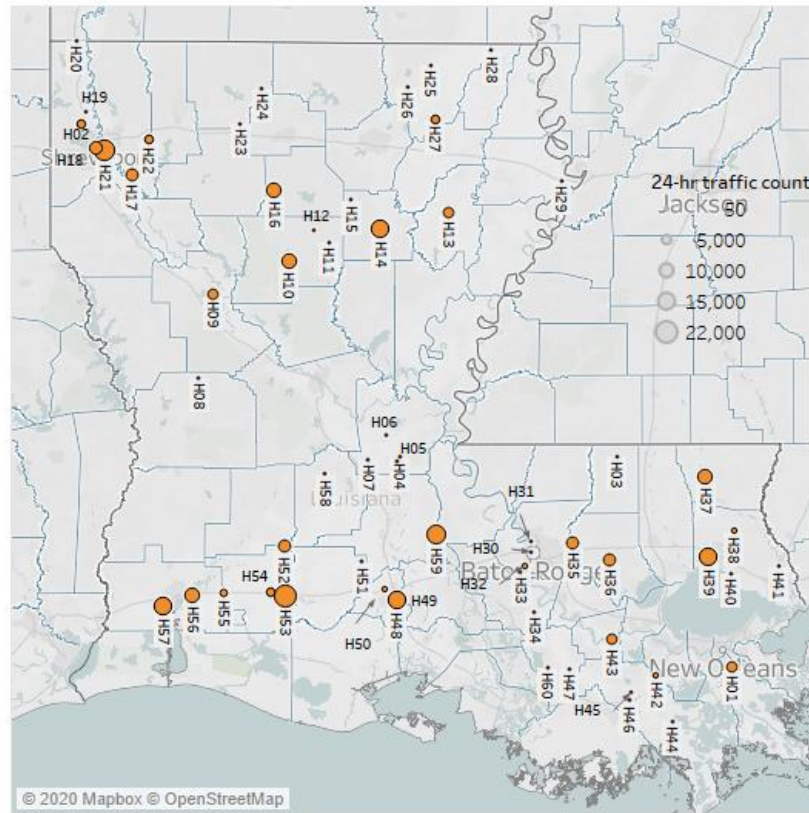 H20
H28
H25
H24
H26
H19
H23
H27
H02
H22
H18
H21
H17
24-hr traffic count
H29
Jackson
50
H12
H15
5,000
H16
H13
H14
H11
10,000
H10
15,000
H09
22,000
H08
H06
H05
H07
H04
H58
Louisiana
H31
H03
H37
H30
H59
H52
H35
H36
H38
Baton Rouge
H39
H54
H51
H32
H33
H40
H41
H57
H56
H55
H53
H49
H50
H48
H34
H43
New Orleans
H60
H47
H42
H01
H45
H46
H44
© 2020 Mapbox © OpenStreetMap